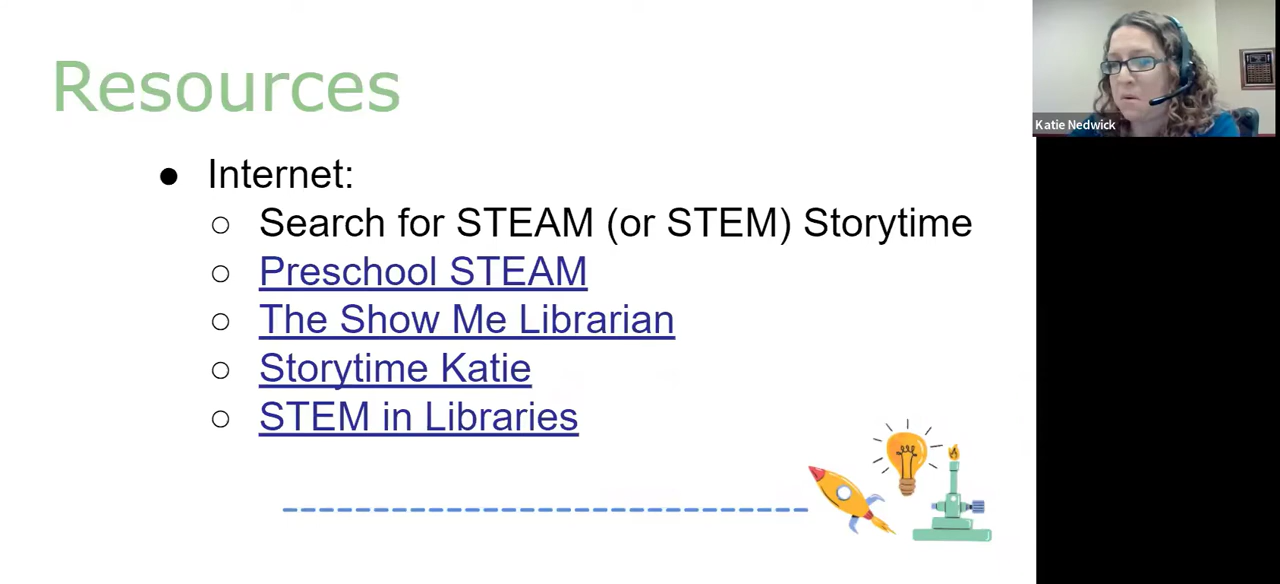 Resources
Katie Nedwick
● Internet:
○ Search for STEAM (or STEM) Storytime
○ Preschool STEAM
○ The Show Me Librarian
○ Storytime Katie
○ STEM in Libraries